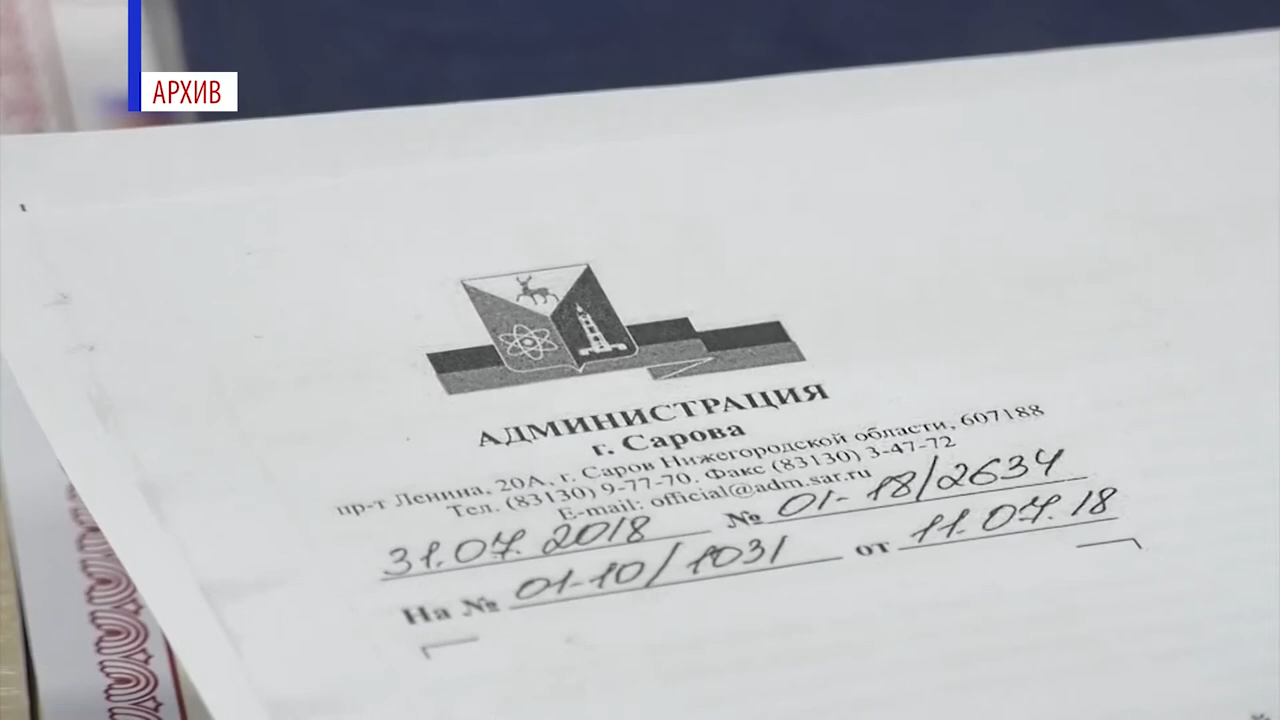 АРХИВ
АДМИНИСТРАЦИЯ
г. Сарова
пр-т Ленина, 20А, г. Саров Нижегородской области, 607188
Тел. (83130) 9-77-70. Факс (83130) 3-47-72
E-mail: official@adm.sar.ru
31.07.2018 № 01-18/2634
На № 01-10/1031 от 11.07.18